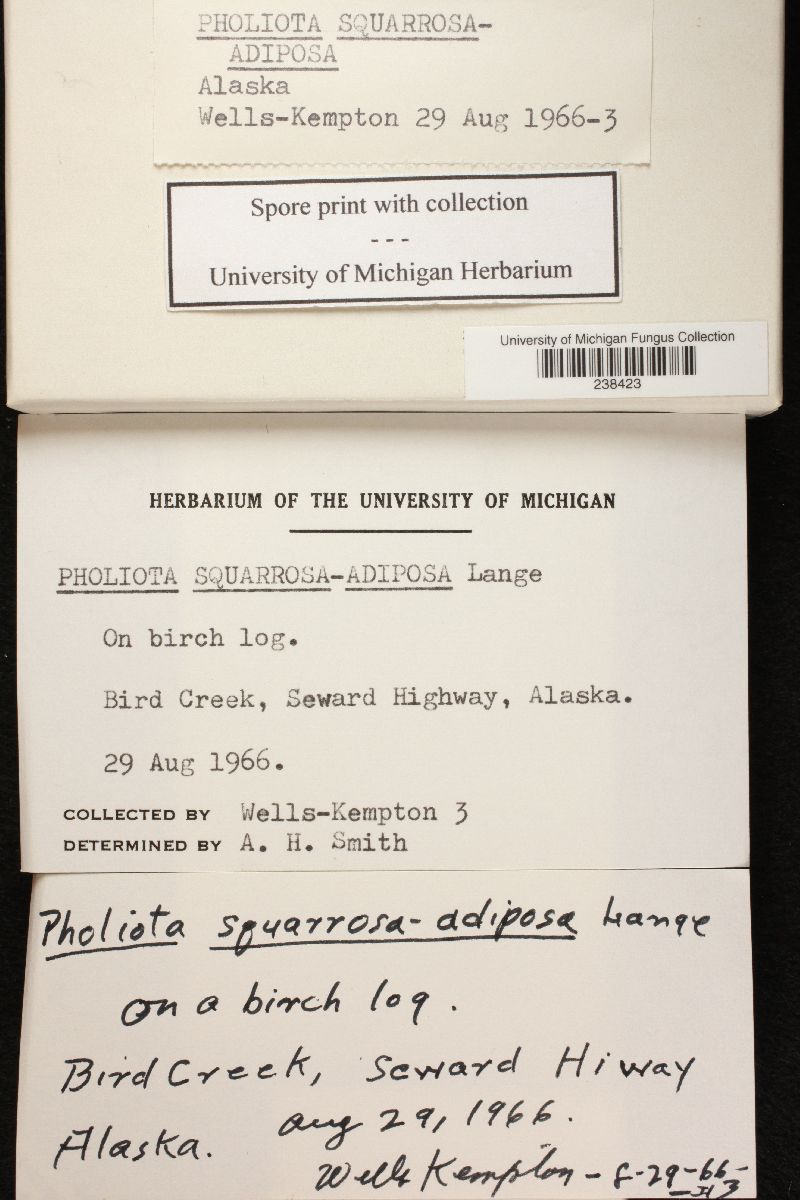 PHOLIOTA SQUARROSA-
ADIPOSA
Alaska
Wells-Kempton 29 Aug 1966-3
Spore print with collection
---
University of Michigan Herbarium
University of Michigan Fungus Collection
238423
HERBARIUM OF THE UNIVERSITY OF MICHIGAN
PHOLIOTA SQUARROSA-ADIPOSA Lange
On birch log.
Bird Creek, Seward Highway, Alaska.
29 Aug 1966.
COLLECTED BY Wells-Kempton 3
DETERMINED BY A. H. Smith
Pholiota squarrosa-adiposa Lange
on a birch log.
Bird Creek, Seward Hiway
Alaska. Aug 29, 1966.
Wells Kempton - 8-29-66-
3